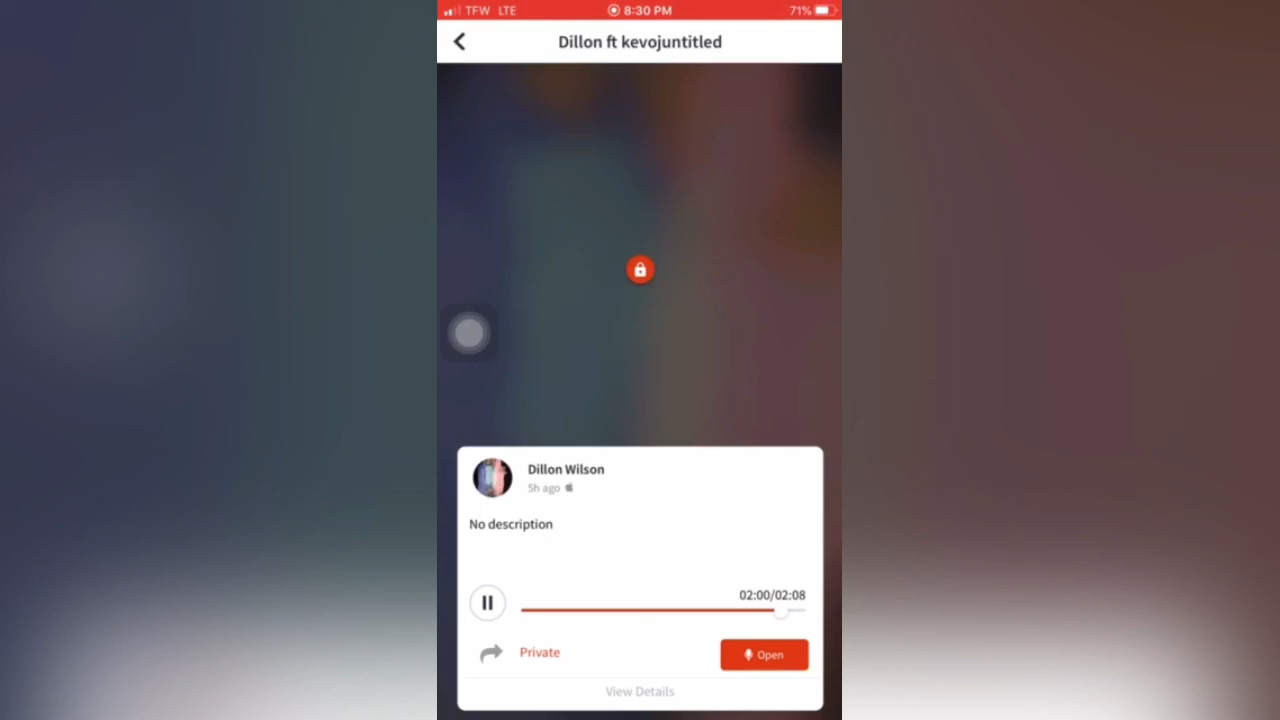 TFW LTE 8:30 PM 71%
Dillon ft kevojuntitled
Dillon Wilson
5h ago
No description
02:00/02:08
Private
Open
View Details